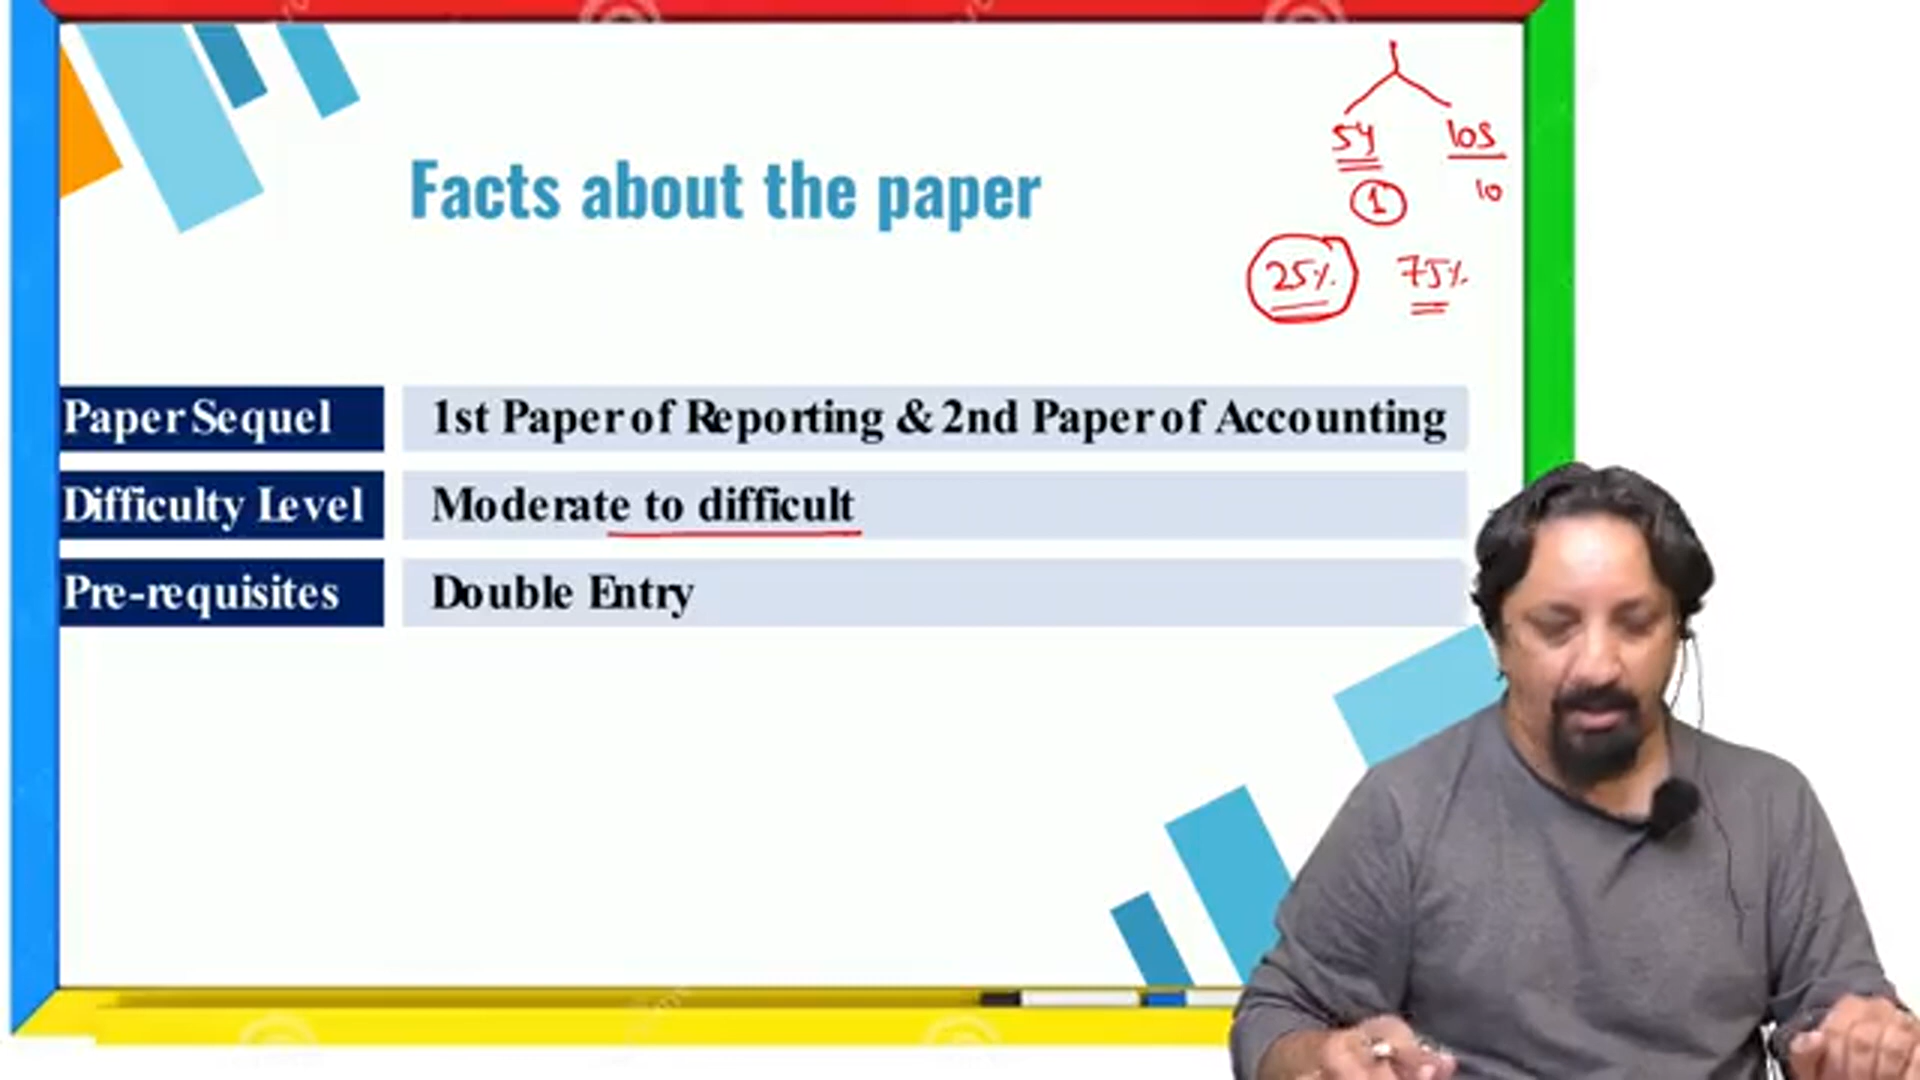 Facts about the paper
54 105
1 10
25% 75%
Paper Sequel 1st Paper of Reporting & 2nd Paper of Accounting
Difficulty Level Moderate to difficult
Pre-requisites Double Entry